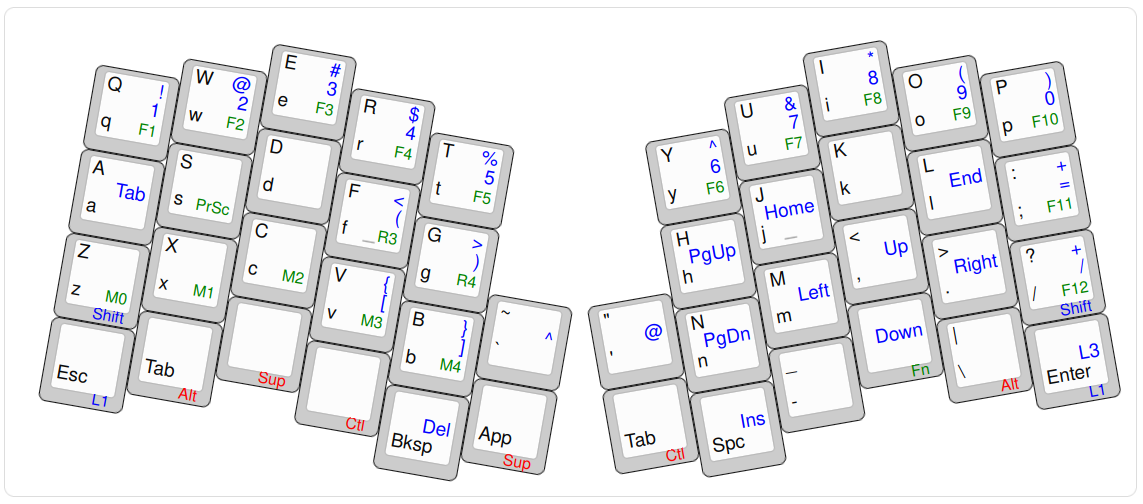 Q ! 1 q F1
W @ 2 w F2
E # 3 e F3
R $ 4 r F4
T % 5 t F5
Y ^ 6 y F6
U & 7 u F7
I * 8 i F8
O ( 9 o F9
P ) 0 p F10
A Tab a
S s PrSc
D d
F < ( f _ R3
G > ) g R4
H PgUp h
J Home j _
K k
L End l
: + = ; F11
Z z M0 Shift
X x M1
C c M2
V { [ v M3
B } ] b M4
~ ^ `
" @ '
N PgDn n
M Left m
< Up ,
> Right .
? + / / F12 Shift
Esc L1
Tab Alt
Sup
Ctl
Del Bksp
App Sup
Tab Ctl
Ins Spc
_ -
Down Fn
| \ Alt
L3 Enter L1